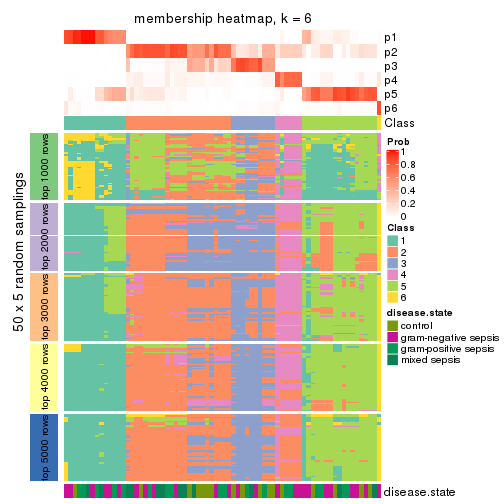 membership heatmap, k = 6
p1
p2
p3
p4
p5
p6
Class
50 x 5 random samplings
top 1000 rows
top 2000 rows
top 3000 rows
top 4000 rows
top 5000 rows
Prob
1
0.8
0.6
0.4
0.2
0
Class
1
2
3
4
5
6
disease.state
control
gram-negative sepsis
gram-positive sepsis
mixed sepsis
disease.state